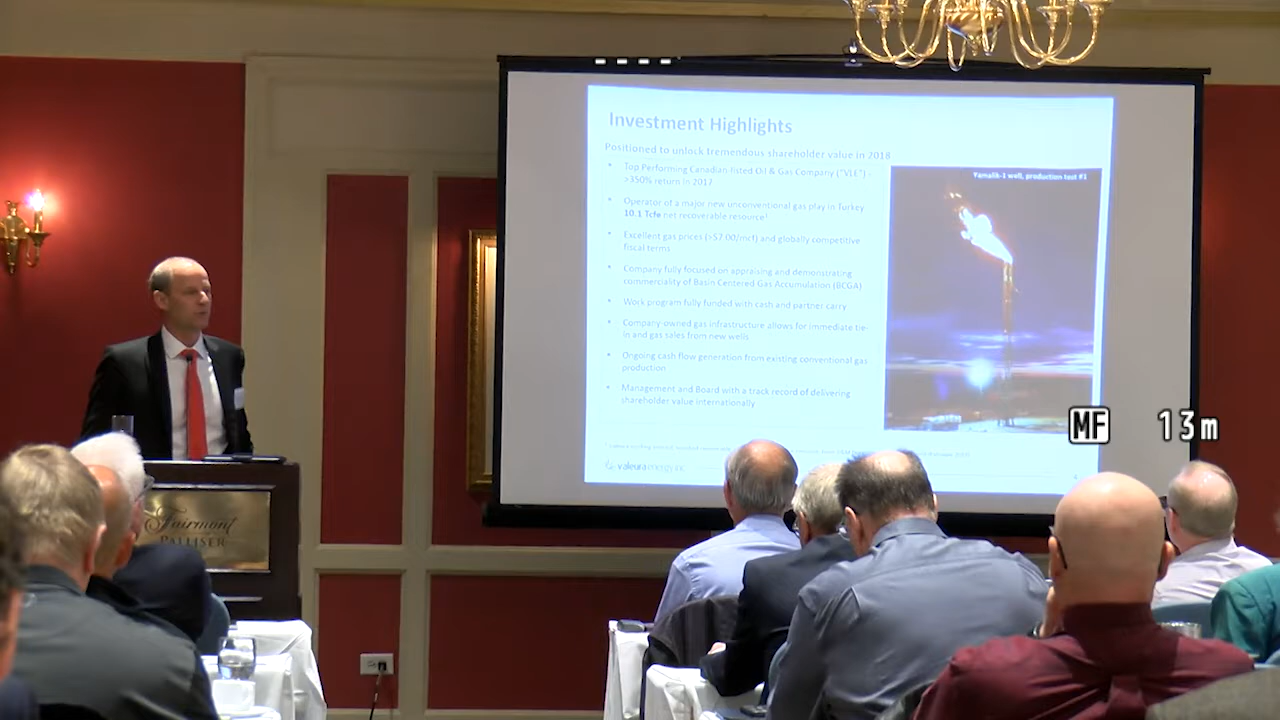 Investment Highlights
Positioned to unlock tremendous shareholder value in 2018
• Top Performing Canadian listed Oil & Gas Company ("VLE") -
>350% return in 2017
• Operator of a major new unconventional gas play in Turkey
10.1 Tcfe net recoverable resource¹
• Excellent gas prices (>$7.00/mcf) and globally competitive
fiscal terms
• Company fully focused on appraising and demonstrating
commerciality of Basin Centered Gas Accumulation (BCGA)
• Work program fully funded with cash and partner carry
• Company-owned gas infrastructure allows for immediate tie-
in and gas sales from new wells
• Ongoing cash flow generation from existing conventional gas
production
• Management and Board with a track record of delivering
shareholder value internationally
Yamalik-1 well, production test #1
valeura energy inc.
MF 13m
Fairmont
PALLISER